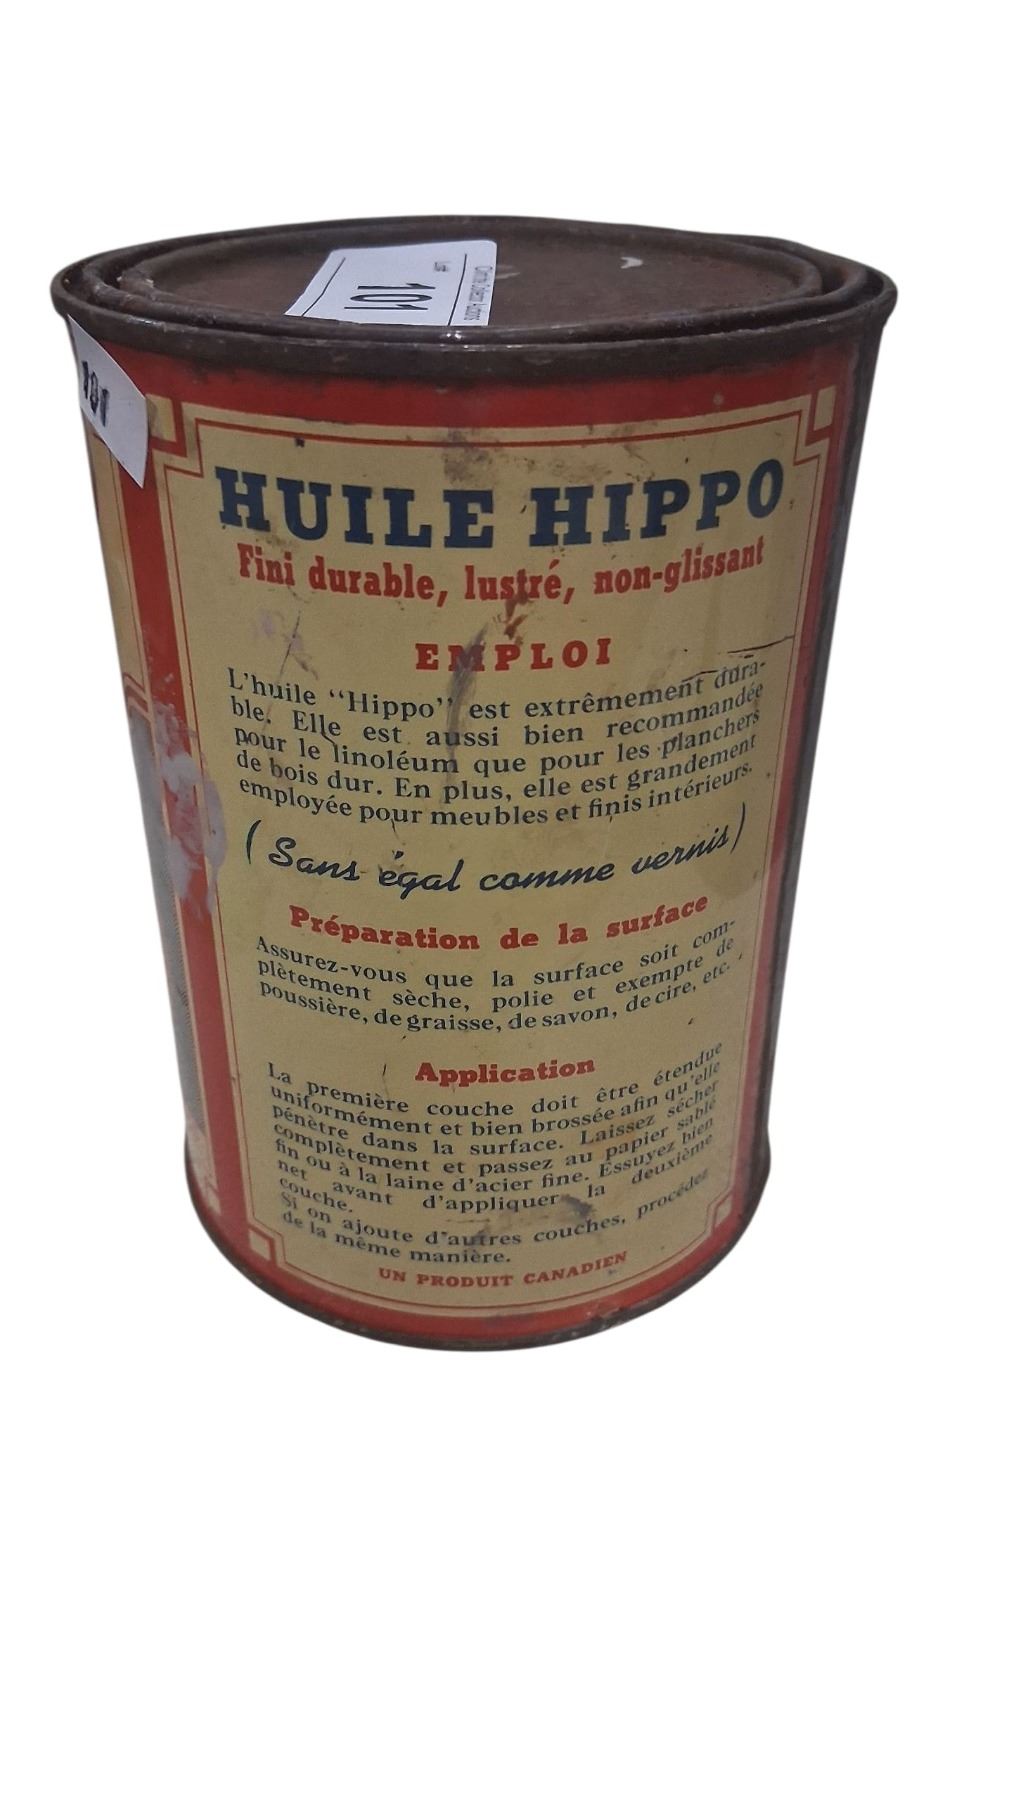 Lot
101
101
HUILE HIPPO
Fini durable, lustré, non-glissant
EMPLOI
L'huile "Hippo" est extrêmement dura-
ble. Elle est aussi bien recommandée
pour le linoléum que pour les planchers
de bois dur. En plus, elle est grandement
employée pour meubles et finis intérieurs.
(Sans égal comme vernis)
Préparation de la surface
Assurez-vous que la surface soit com-
plètement sèche, polie et exempte de
poussière, de graisse, de savon, de cire, etc.
Application
La première couche doit être étendue
uniformément et bien brossée afin qu'elle
pénètre dans la surface. Laissez sécher
complètement et passez au papier sablé
fin ou à la laine d'acier fine. Essuyez bien
net avant d'appliquer la deuxième
couche.
Si on ajoute d'autres couches, procédez
de la même manière.
UN PRODUIT CANADIEN